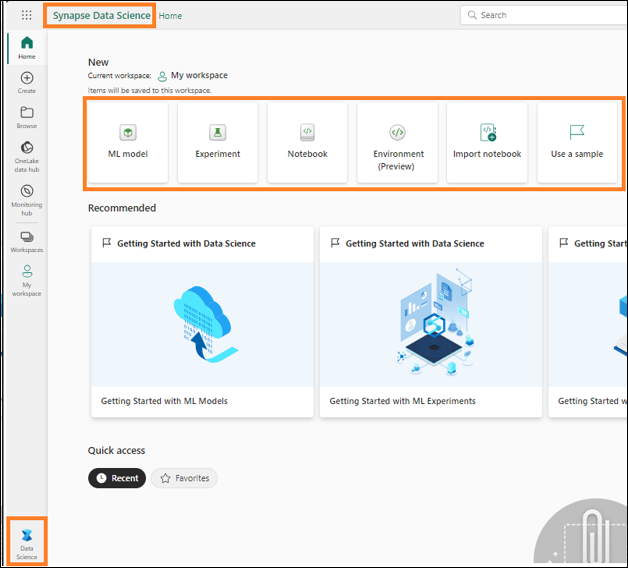 Synapse Data Science Home
Search
Home
Create
Browse
OneLake
data hub
Monitoring
hub
Workspaces
My
workspace
Data
Science
New
Current workspace: My workspace
Items will be saved to this workspace.
ML model
Experiment
Notebook
Environment
(Preview)
Import notebook
Use a sample
Recommended
Getting Started with Data Science
Getting Started with ML Models
Getting Started with Data Science
Getting Started with ML Experiments
Getting Start
Getting Started w
Quick access
Recent
Favorites